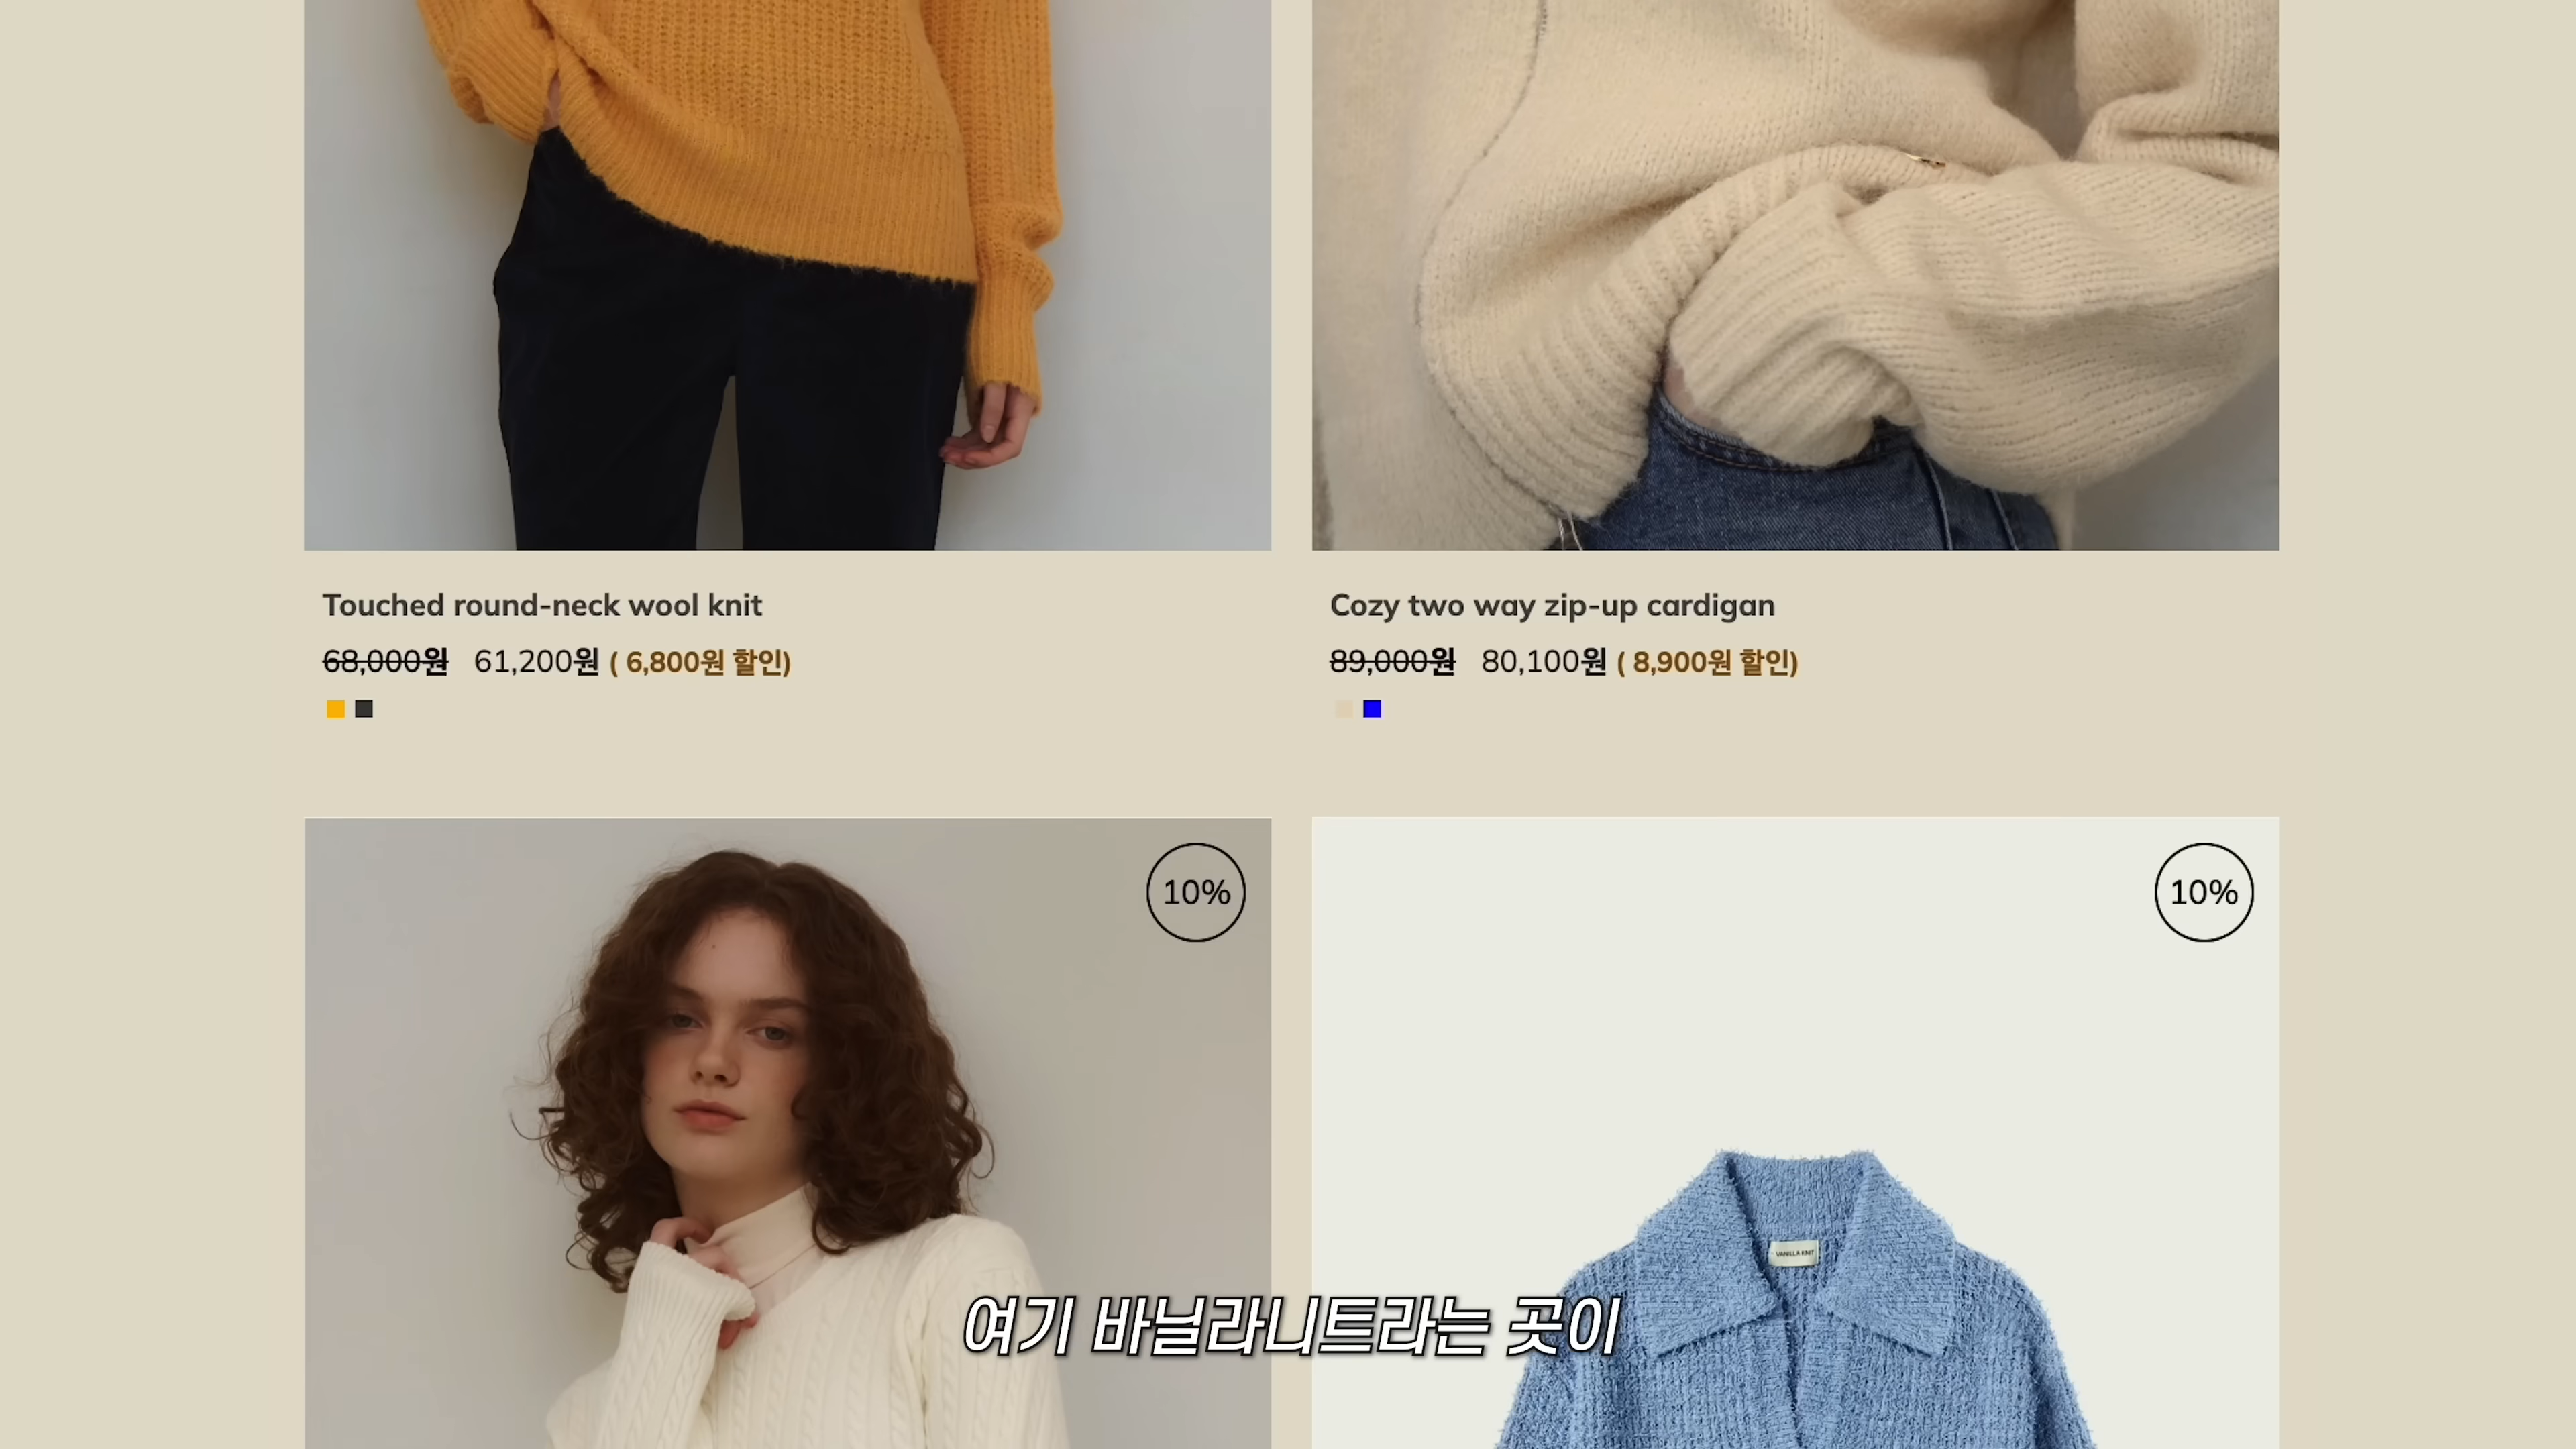 Touched round-neck wool knit
68,000원 61,200원 ( 6,800원 할인)
Cozy two way zip-up cardigan
89,000원 80,100원 ( 8,900원 할인)
10%
10%
VANILLA KNIT
여기 바닐라니트라는 곳이